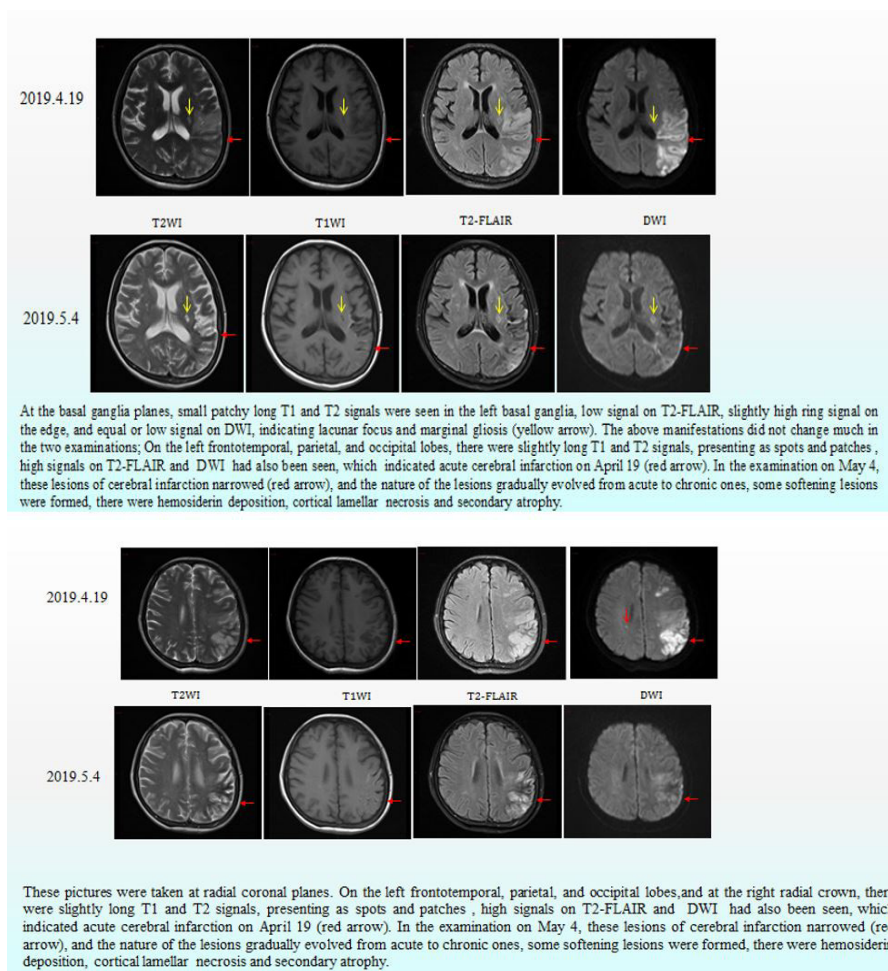 2019.4.19
T2WI T1WI T2-FLAIR DWI
2019.5.4
At the basal ganglia planes, small patchy long T1 and T2 signals were seen in the left basal ganglia, low signal on T2-FLAIR, slightly high ring signal on
the edge, and equal or low signal on DWI, indicating lacunar focus and marginal gliosis (yellow arrow). The above manifestations did not change much in
the two examinations; On the left frontotemporal, parietal, and occipital lobes, there were slightly long T1 and T2 signals, presenting as spots and patches ,
high signals on T2-FLAIR and DWI had also been seen, which indicated acute cerebral infarction on April 19 (red arrow). In the examination on May 4,
these lesions of cerebral infarction narrowed (red arrow), and the nature of the lesions gradually evolved from acute to chronic ones, some softening lesions
were formed, there were hemosiderin deposition, cortical lamellar necrosis and secondary atrophy.
2019.4.19
T2WI T1WI T2-FLAIR DWI
2019.5.4
These pictures were taken at radial coronal planes. On the left frontotemporal, parietal, and occipital lobes,and at the right radial crown, ther
were slightly long T1 and T2 signals, presenting as spots and patches , high signals on T2-FLAIR and DWI had also been seen, whic
indicated acute cerebral infarction on April 19 (red arrow). In the examination on May 4, these lesions of cerebral infarction narrowed (red
arrow), and the nature of the lesions gradually evolved from acute to chronic ones, some softening lesions were formed, there were hemosiderin
deposition, cortical lamellar necrosis and secondary atrophy.